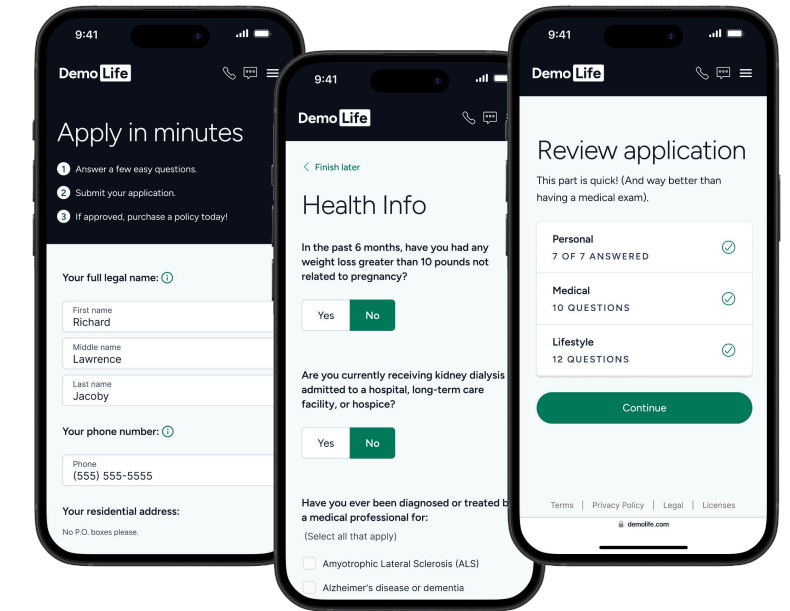 9:41
Demo Life
Apply in minutes
1 Answer a few easy questions.
2 Submit your application.
3 If approved, purchase a policy today!
Your full legal name:
First name
Richard
Middle name
Lawrence
Last name
Jacoby
Your phone number:
Phone
(555) 555-5555
Your residential address:
No P.O. boxes please.
9:41
Demo Life
Finish later
Health Info
In the past 6 months, have you had any
weight loss greater than 10 pounds not
related to pregnancy?
Yes No
Are you currently receiving kidney dialysis
admitted to a hospital, long-term care
facility, or hospice?
Yes No
Have you ever been diagnosed or treated b
a medical professional for:
(Select all that apply)
Amyotrophic Lateral Sclerosis (ALS)
Alzheimer's disease or dementia
9:41
Demo Life
Review application
This part is quick! (And way better than
having a medical exam).
Personal
7 OF 7 ANSWERED
Medical
10 QUESTIONS
Lifestyle
12 QUESTIONS
Continue
Terms | Privacy Policy | Legal | Licenses
demolife.com